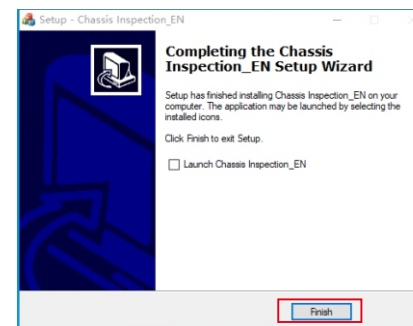 Setup - Chassis Inspection_EN
Completing the Chassis
Inspection_EN Setup Wizard
Setup has finished installing Chassis Inspection_EN on your
computer. The application may be launched by selecting the
installed icons.
Click Finish to exit Setup.
Launch Chassis Inspection_EN
Finish